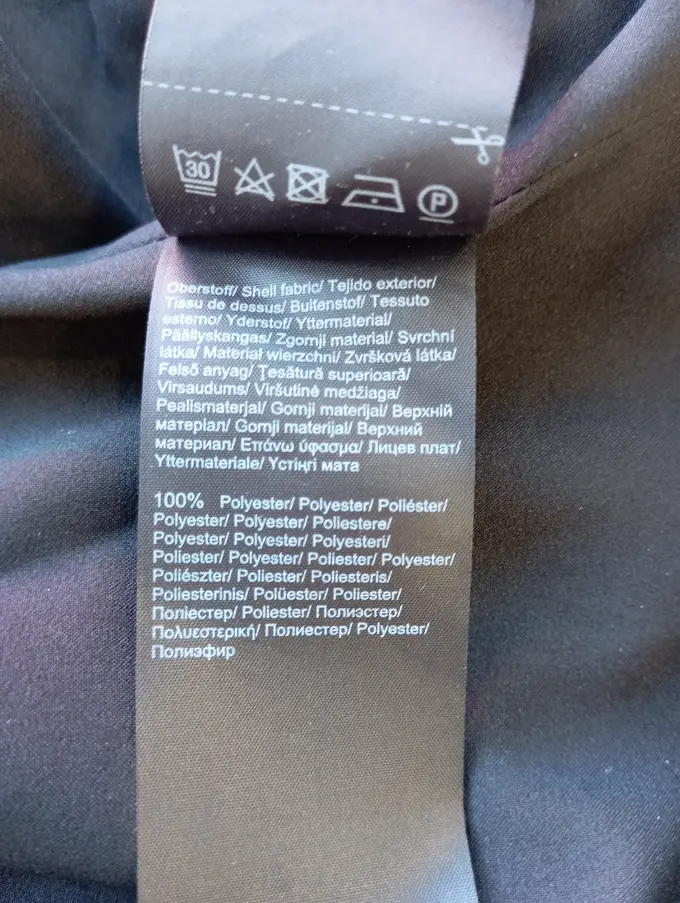 30
P
Oberstoff/ Shell fabric/ Tejido exterior/
Tissu de dessus/ Buitenstof/ Tessuto
esterno/ Yderstof/ Yttermaterial/
Päällyskangas/ Zgornji material/ Svrchní
látka/ Materiał wierzchni/ Zvršková látka/
Felső anyag/ Țesătură superioară/
Virsaudums/ Viršutinė medžiaga/
Pealismaterjal/ Gornji materijal/ Верхній
матеріал/ Gornji materijal/ Верхний
материал/ Επάνω ύφασμα/ Лицев плат/
Yttermateriale/ Үстіңгі мата
100% Polyester/ Polyester/ Poliéster/
Polyester/ Polyester/ Poliestere/
Polyester/ Polyester/ Polyesteri/
Poliester/ Polyester/ Poliester/ Polyester/
Poliészter/ Poliester/ Poliesteris/
Poliesterinis/ Polüester/ Poliester/
Поліестер/ Poliester/ Полиэстер/
Πολυεστερική/ Полиестер/ Polyester/
Полиэфир